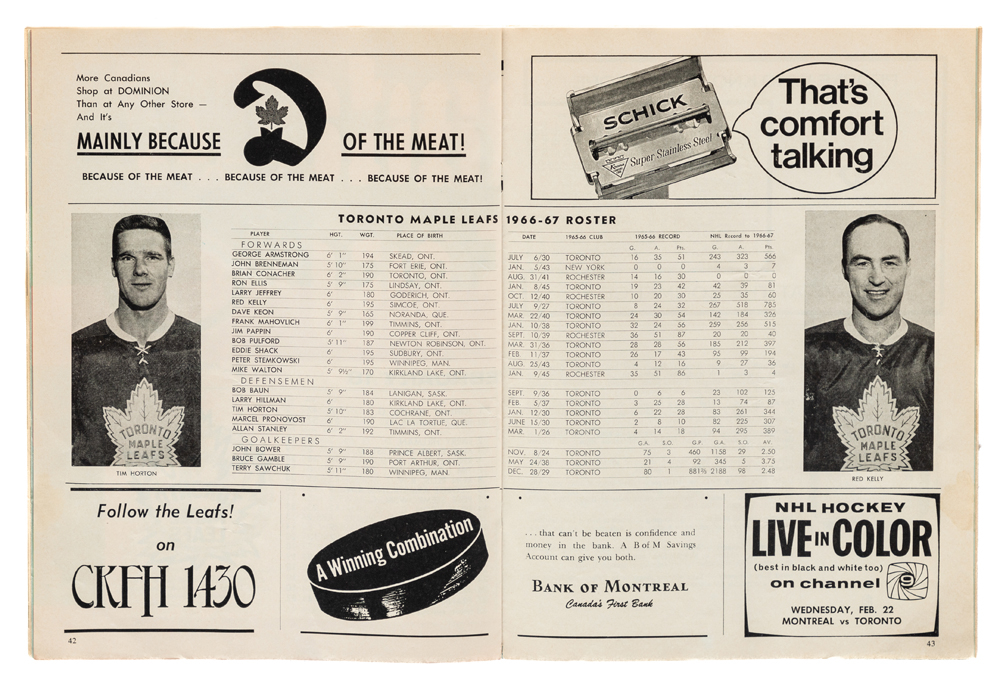 More Canadians
Shop at DOMINION
Than at Any Other Store —
And It's
MAINLY BECAUSE OF THE MEAT!
BECAUSE OF THE MEAT . . . BECAUSE OF THE MEAT . . . BECAUSE OF THE MEAT!
SCHICK
Super Stainless Steel
That's
comfort
talking
TORONTO MAPLE LEAFS 1966-67 ROSTER
PLAYER HGT. WGT. PLACE OF BIRTH DATE 1965-66 CLUB 1965-66 RECORD NHL Record to 1966-67
G. A. Pts. G. A. Pts.
FORWARDS
GEORGE ARMSTRONG 6' 1" 194 SKEAD, ONT. JULY 6/30 TORONTO 16 35 51 243 323 566
JOHN BRENNEMAN 5' 10" 175 FORT ERIE, ONT. JAN. 5/43 NEW YORK 0 0 0 4 3 7
BRIAN CONACHER 6' 2" 190 TORONTO, ONT. AUG. 31/41 ROCHESTER 14 16 30 0 0 0
RON ELLIS 5' 9" 175 LINDSAY, ONT. JAN. 8/45 TORONTO 19 23 42 42 39 81
LARRY JEFFREY 6' 180 GODERICH, ONT. OCT. 12/40 ROCHESTER 10 20 30 25 35 60
RED KELLY 6' 195 SIMCOE, ONT. JULY 9/27 TORONTO 8 24 32 267 518 785
DAVE KEON 5' 9" 165 NORANDA, QUE. MAR. 22/40 TORONTO 24 30 54 142 184 326
FRANK MAHOVLICH 6' 1" 199 TIMMINS, ONT. JAN. 10/38 TORONTO 32 24 56 259 256 515
JIM PAPPIN 6' 190 COPPER CLIFF, ONT. SEPT. 10/39 ROCHESTER 36 51 87 20 20 40
BOB PULFORD 5' 11" 187 NEWTON ROBINSON, ONT. MAR. 31/36 TORONTO 28 28 56 185 212 397
EDDIE SHACK 6' 195 SUDBURY, ONT. FEB. 11/37 TORONTO 26 17 43 95 99 194
PETER STEMKOWSKI 6' 195 WINNIPEG, MAN. AUG. 25/43 TORONTO 4 12 16 9 27 36
MIKE WALTON 5' 9½" 170 KIRKLAND LAKE, ONT. JAN. 9/45 ROCHESTER 35 51 86 1 3 4
DEFENSEMEN
BOB BAUN 5' 9" 184 LANIGAN, SASK. SEPT. 9/36 TORONTO 0 6 6 23 102 125
LARRY HILLMAN 6' 180 KIRKLAND LAKE, ONT. FEB. 5/37 TORONTO 3 25 28 13 74 87
TIM HORTON 5' 10" 183 COCHRANE, ONT. JAN. 12/30 TORONTO 6 22 28 83 261 344
MARCEL PRONOVOST 6' 190 LAC LA TORTUE, QUE. JUNE 15/30 TORONTO 2 8 10 82 225 307
ALLAN STANLEY 6' 2" 192 TIMMINS, ONT. MAR. 1/26 TORONTO 4 14 18 94 295 389
GOALKEEPERS G.A. S.O. G.P. G.A. S.O. AV.
JOHN BOWER 5' 9" 188 PRINCE ALBERT, SASK. NOV. 8/24 TORONTO 75 3 460 1158 29 2.50
BRUCE GAMBLE 5' 9" 190 PORT ARTHUR, ONT. MAY 24/38 TORONTO 21 4 92 345 5 3.75
TERRY SAWCHUK 5' 11" 180 WINNIPEG, MAN. DEC. 28/29 TORONTO 80 1 2188 98 2.48
TORONTO
MAPLE
LEAFS
TIM HORTON
TORONTO
MAPLE
LEAFS
RED KELLY
Follow the Leafs!
on
CKFH 1430
A Winning Combination
. . . that can't be beaten is confidence and
money in the bank. A B of M Savings
Account can give you both.
BANK OF MONTREAL
Canada's First Bank
NHL HOCKEY
LIVE IN COLOR
(best in black and white too)
on channel 9
WEDNESDAY, FEB. 22
MONTREAL vs TORONTO
42
43